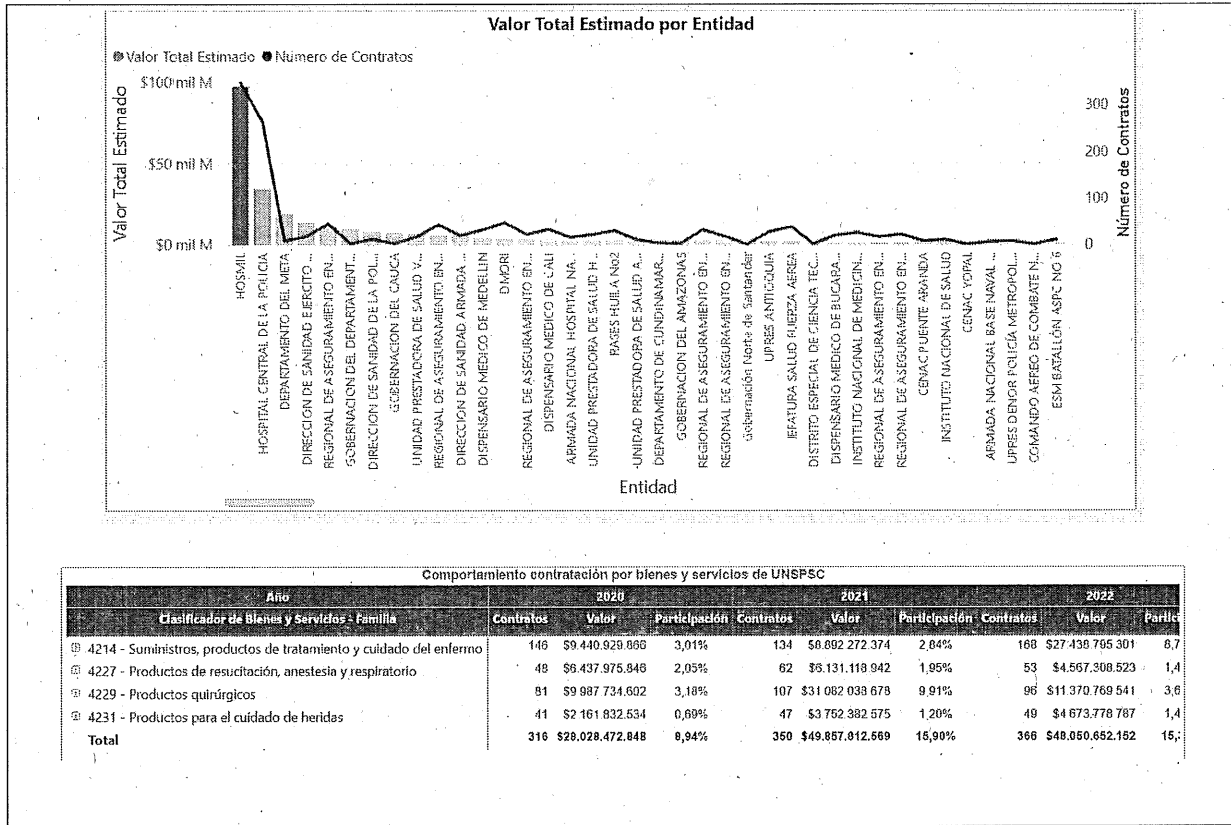 Valor Total Estimado por Entidad
Valor Total Estimado Número de Contratos
Valor Total Estimado
$100 mil M
$50 mil M
$0 mil M
300
200
100
0
Número de Contratos
HOSMIL
HOSPITAL CENTRAL DE LA POLICIA
DEPARTAMENTO DEL META
DIRECCION DE SANIDAD EJERCITO ...
REGIONAL DE ASEGURAMIENTO EN...
GOBERNACION DEL DEPARTAMENT...
DIRECCION DE SANIDAD DE LA POL...
GOBERNACION DEL CAUCA
UNIDAD PRESTADORA DE SALUD V...
REGIONAL DE ASEGURAMIENTO EN...
DIRECCION DE SANIDAD ARMADA ...
DISPENSARIO MEDICO DE MEDELLIN
DMORI
REGIONAL DE ASEGURAMIENTO EN...
DISPENSARIO MEDICO DE CALI
ARMADA NACIONAL HOSPITAL NA...
UNIDAD PRESTADORA DE SALUD H...
RASES HUILA No2
-UNIDAD PRESTADORA DE SALUD A...
DEPARTAMENTO DE CUNDINAMAR...
GOBERNACION DEL AMAZONAS
REGIONAL DE ASEGURAMIENTO EN...
REGIONAL DE ASEGURAMIENTO EN...
Gobernación Norte de Santander
UPRES ANTIOQUIA
JEFATURA SALUD FUERZA AEREA
DISTRITO ESPECIAL DE CIENCIA TEC...
DISPENSARIO MEDICO DE BUCARA...
INSTITUTO NACIONAL DE MEDICIN...
REGIONAL DE ASEGURAMIENTO EN...
REGIONAL DE ASEGURAMIENTO EN...
CENAC PUENTE ARANDA
INSTITUTO NACIONAL DE SALUD
CENAC YOPAL
ARMADA NACIONAL BASE NAVAL ...
UPRES DENOR POLICÍA METROPOL...
COMANDO AEREO DE COMBATE N...
ESM BATALLÓN ASPC NO 6
Entidad
Comportamiento contratación por bienes y servicios de UNSPSC
Año 2020 2021 2022
Clasificador de Bienes y Servicios - Familia Contratos Valor Participación Contratos Valor Participación Contratos Valor Partici
4214 - Suministros, productos de tratamiento y cuidado del enfermo 146 $9.440.929.866 3,01% 134 $8.892.272.374 2,84% 168 $27.438.795.301 8,7
4227 - Productos de resucitación, anestesia y respiratorio 48 $6.437.975.846 2,05% 62 $6.131.118.942 1,95% 53 $4.567.308.523 1,4
4229 - Productos quirúrgicos 81 $9.987.734.602 3,18% 107 $31.082.038.678 9,91% 96 $11.370.769.541 3,6
4231 - Productos para el cuidado de heridas 41 $2.161.832.534 0,69% 47 $3.752.382.575 1,20% 49 $4.673.778.787 1,4
Total 316 $28.028.472.848 8,94% 350 $49.857.812.569 15,90% 366 $48.050.652.152 15,